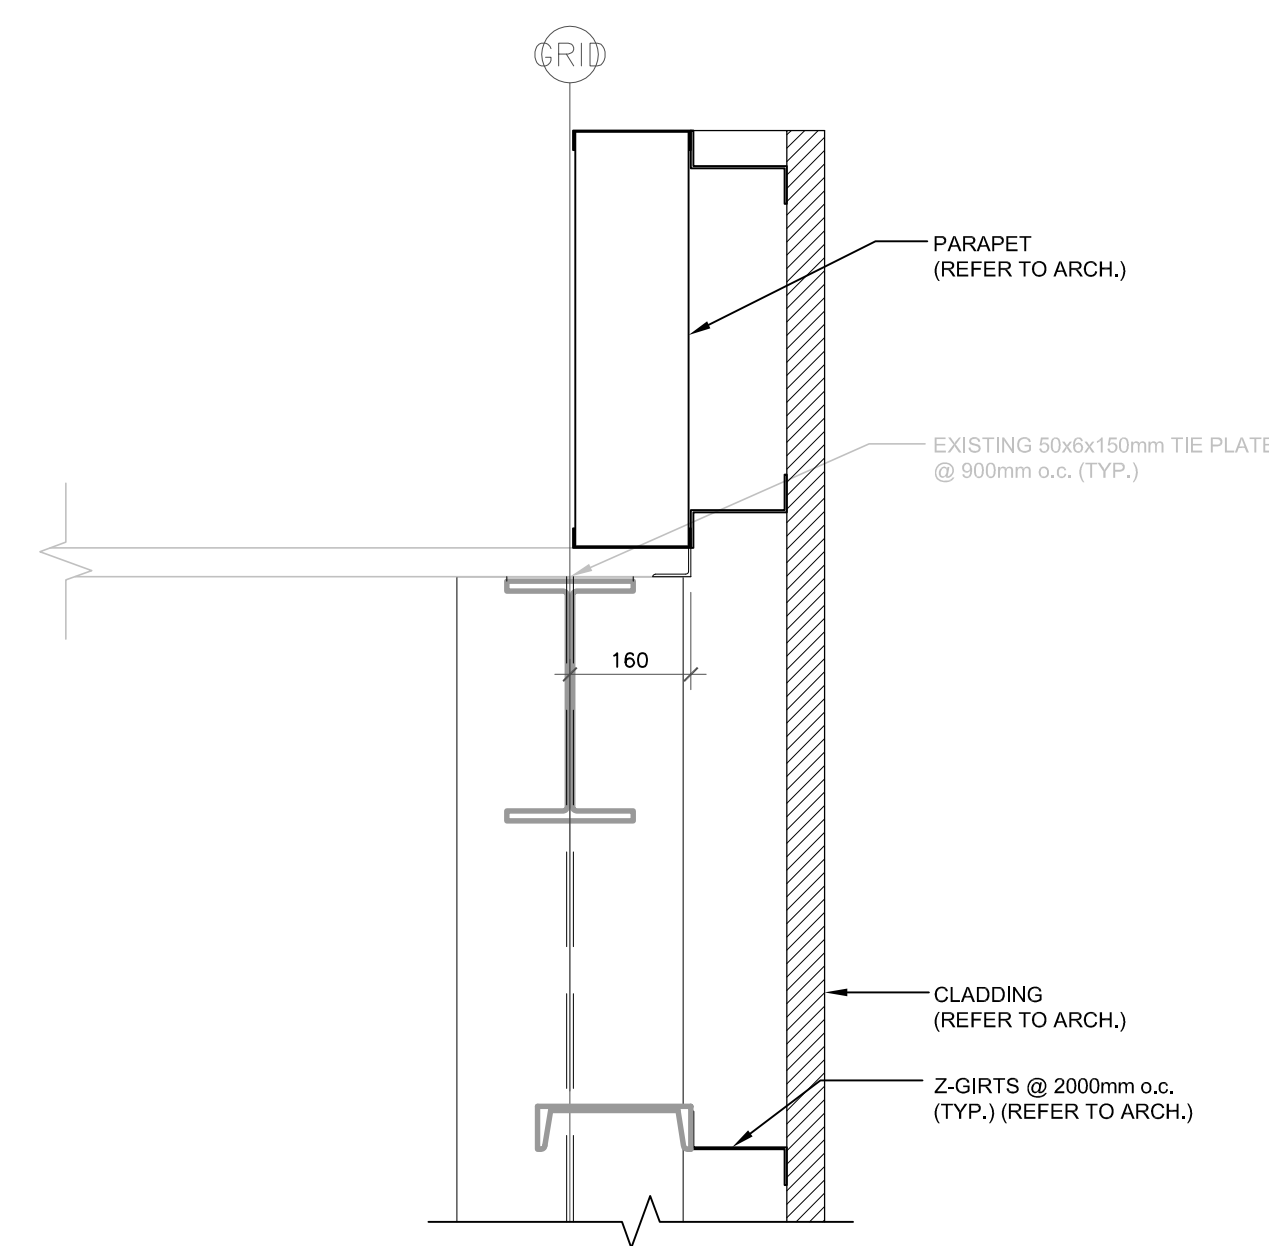 GRID
PARAPET
(REFER TO ARCH.)
EXISTING 50x6x150mm TIE PLATE
@ 900mm o.c. (TYP.)
160
CLADDING
(REFER TO ARCH.)
Z-GIRTS @ 2000mm o.c.
(TYP.) (REFER TO ARCH.)